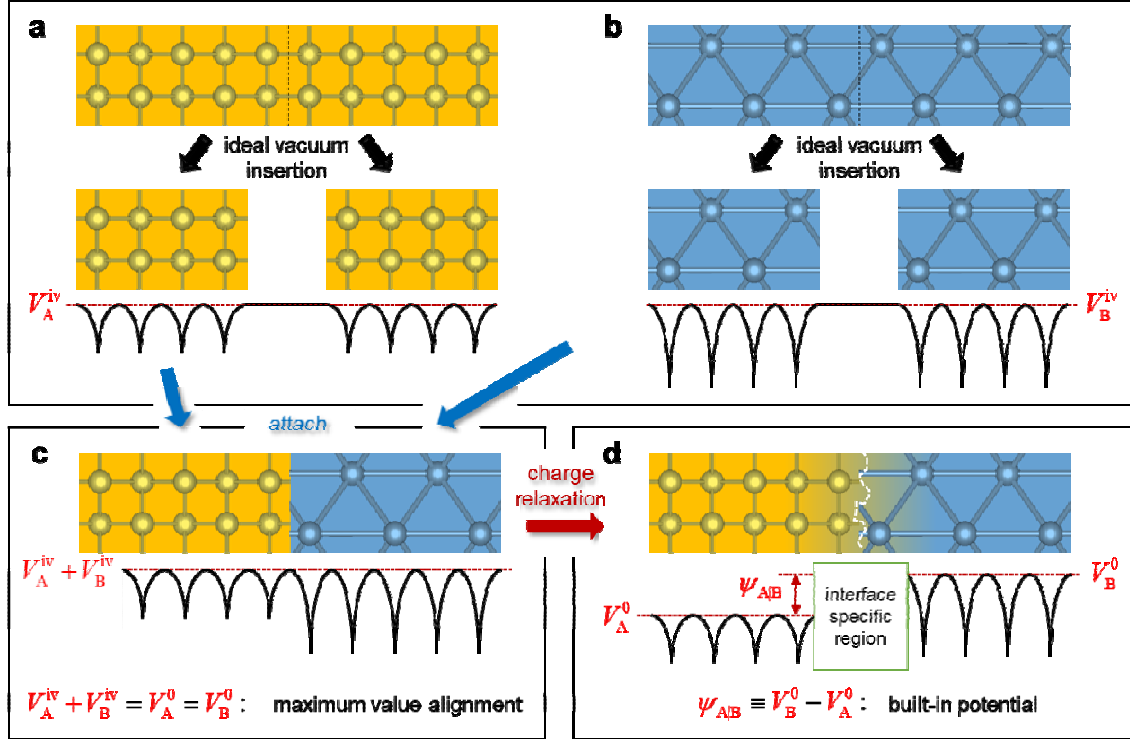 a
b
ideal vacuum
insertion
ideal vacuum
insertion
V_A^iv
V_B^iv
attach
c
d
charge
relaxation
V_A^iv + V_B^iv
ψ_A|B
V_A^0
V_B^0
interface
specific
region
V_A^iv + V_B^iv = V_A^0 = V_B^0 : maximum value alignment
ψ_A|B ≡ V_B^0 − V_A^0 : built-in potential